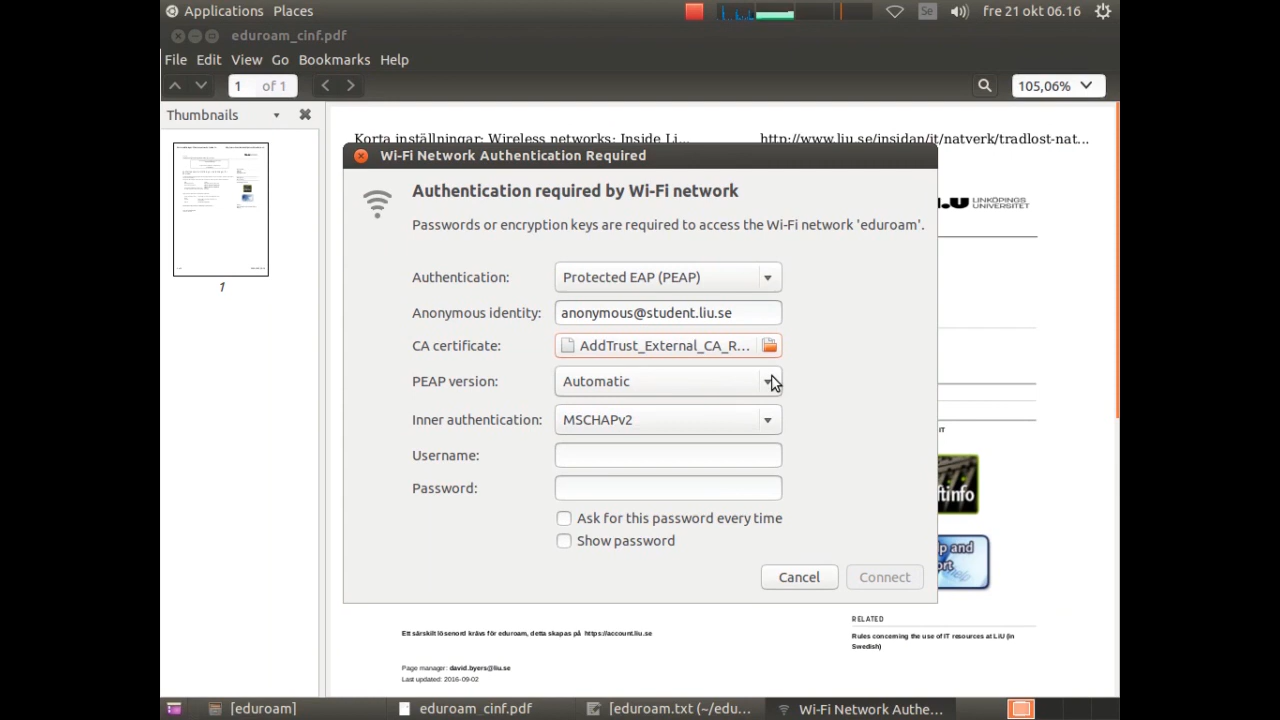 Applications Places
Se
fre 21 okt 06.16
eduroam_cinf.pdf
File Edit View Go Bookmarks Help
1 of 1
105,06%
Thumbnails
1
Korta inställningar: Wireless networks: Inside Li
http://www.liu.se/insidan/it/natverk/tradlost-nat...
Wi-Fi Network Authentication Required
Authentication required by Wi-Fi network
Passwords or encryption keys are required to access the Wi-Fi network 'eduroam'.
LINKÖPINGS
UNIVERSITET
Authentication: Protected EAP (PEAP)
Anonymous identity: anonymous@student.liu.se
CA certificate: AddTrust_External_CA_R...
PEAP version: Automatic
Inner authentication: MSCHAPv2
IT
Username:
Password:
ftinfo
Ask for this password every time
Show password
p and
ort
Cancel Connect
RELATED
Rules concerning the use of IT resources at LiU (in
Swedish)
Ett särskilt lösenord krävs för eduroam, detta skapas på https://account.liu.se
Page manager: david.byers@liu.se
Last updated: 2016-09-02
[eduroam] eduroam_cinf.pdf [eduroam.txt (~/edu... Wi-Fi Network Authe...